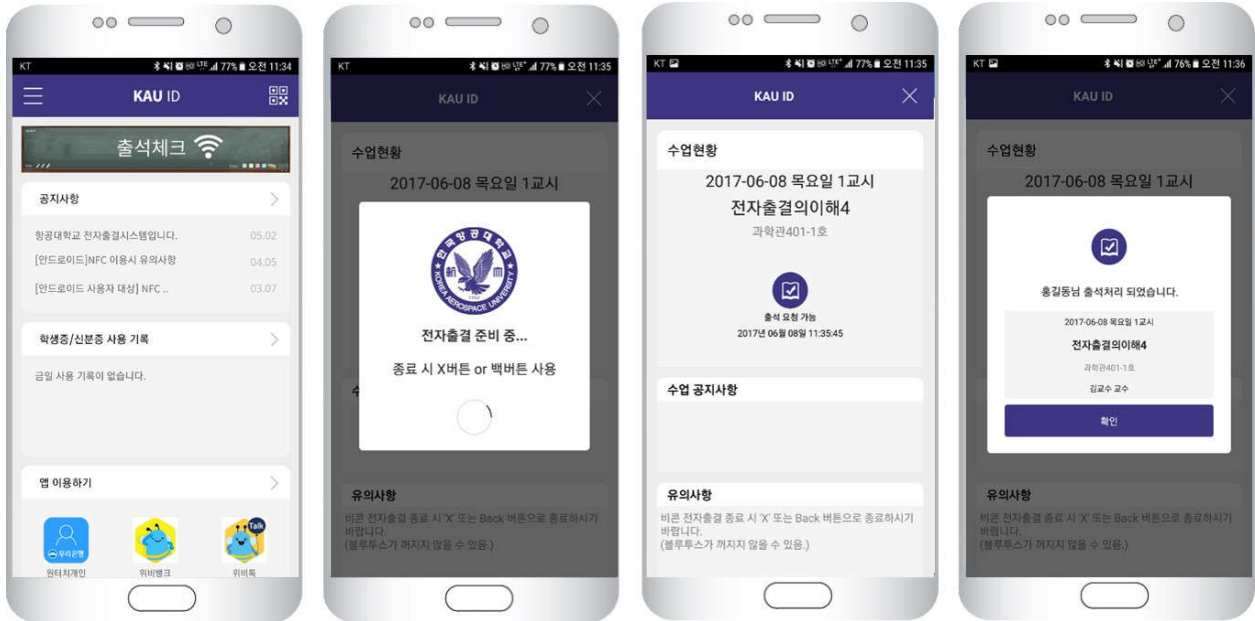 KT 77% 오전 11:34
KAU ID
출석체크
공지사항
항공대학교 전자출결시스템입니다. 05.02
[안드로이드]NFC 이용시 유의사항 04.05
[안드로이드 사용자 대상] NFC .. 03.07
학생증/신분증 사용 기록
금일 사용 기록이 없습니다.
앱 이용하기
우리은행
Talk
원터치개인 위비뱅크 위비톡
KT LTE+ 77% 오전 11:35
KAU ID
수업현황
2017-06-08 목요일 1교시
한국항공대학교
KOREA AEROSPACE UNIVERSITY
1952
전자출결 준비 중...
종료 시 X버튼 or 백버튼 사용
수
유의사항
비콘 전자출결 종료 시 'X' 또는 Back 버튼으로 종료하시기
바랍니다.
(블루투스가 꺼지지 않을 수 있음.)
KT LTE+ 77% 오전 11:35
KAU ID
수업현황
2017-06-08 목요일 1교시
전자출결의이해4
과학관401-1호
출석 요청 가능
2017년 06월 08일 11:35:45
수업 공지사항
유의사항
비콘 전자출결 종료 시 'X' 또는 Back 버튼으로 종료하시기
바랍니다.
(블루투스가 꺼지지 않을 수 있음.)
KT LTE+ 76% 오전 11:36
KAU ID
수업현황
2017-06-08 목요일 1교시
홍길동님 출석처리 되었습니다.
2017-06-08 목요일 1교시
전자출결의이해4
과학관401-1호
김교수 교수
확인
유의사항
비콘 전자출결 종료 시 'X' 또는 Back 버튼으로 종료하시기
바랍니다.
(블루투스가 꺼지지 않을 수 있음.)